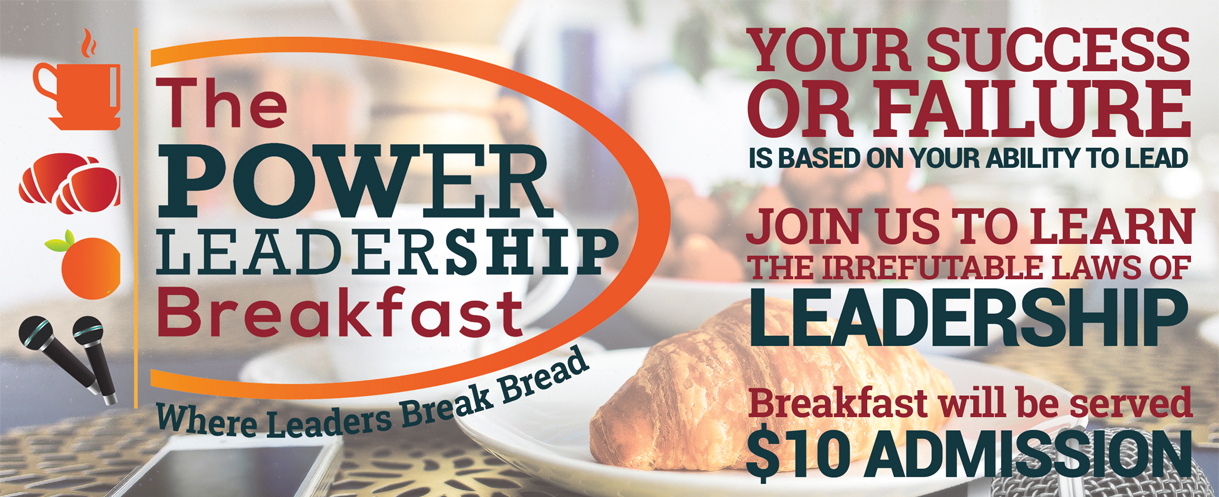 The
POWER
LEADERSHIP
Breakfast
Where Leaders Break Bread
YOUR SUCCESS
OR FAILURE
IS BASED ON YOUR ABILITY TO LEAD
JOIN US TO LEARN
THE IRREFUTABLE LAWS OF
LEADERSHIP
Breakfast will be served
$10 ADMISSION